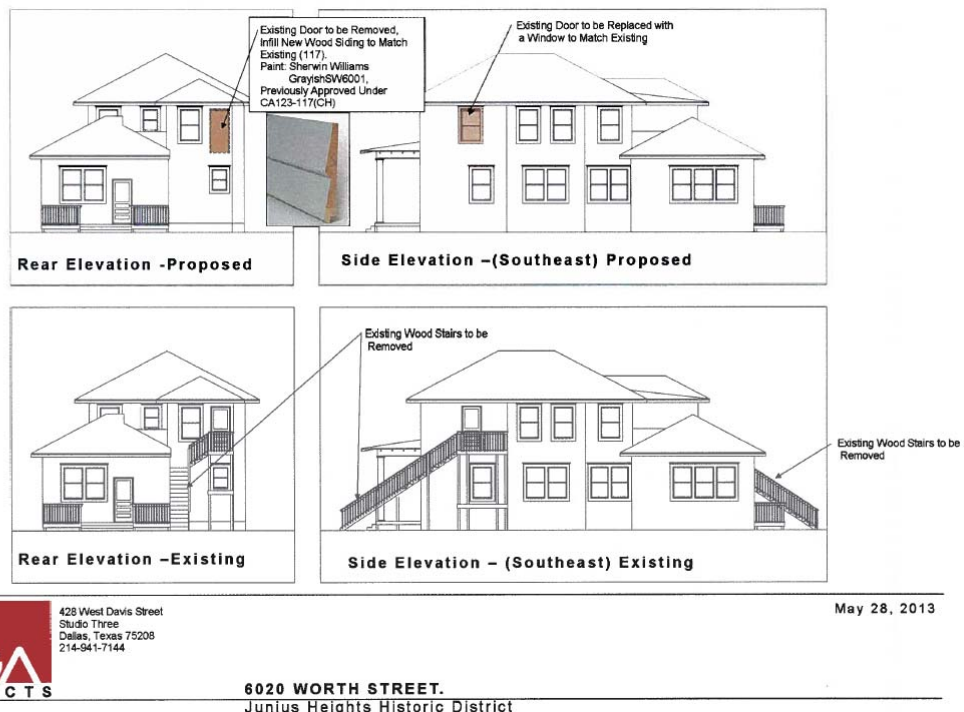 Existing Door to be Removed,
Infill New Wood Siding to Match
Existing (117).
Paint: Sherwin Williams
GrayishSW6001,
Previously Approved Under
CA123-117(CH)
Existing Door to be Replaced with
a Window to Match Existing
Rear Elevation -Proposed
Side Elevation –(Southeast) Proposed
Existing Wood Stairs to be
Removed
Existing Wood Stairs to be
Removed
Rear Elevation –Existing
Side Elevation – (Southeast) Existing
428 West Davis Street
Studio Three
Dallas, Texas 75208
214-941-7144
May 28, 2013
CTS
6020 WORTH STREET.
Junius Heights Historic District